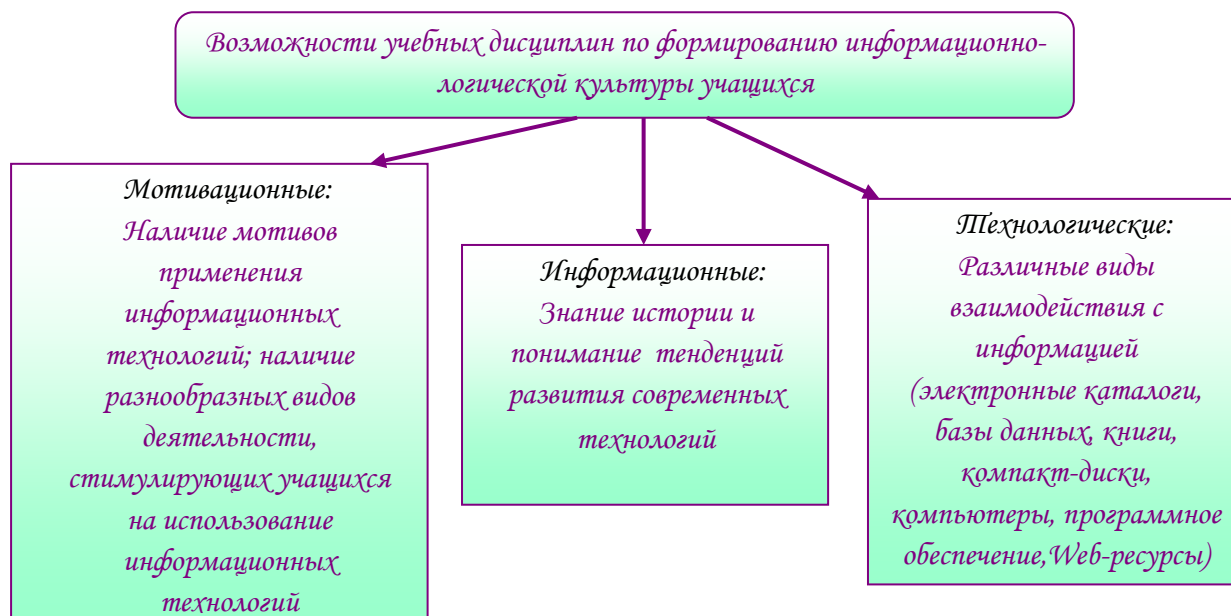 Возможности учебных дисциплин по формированию информационно-
логической культуры учащихся
Мотивационные:
Наличие мотивов
применения
информационных
технологий; наличие
разнообразных видов
деятельности,
стимулирующих учащихся
на использование
информационных
технологий
Информационные:
Знание истории и
понимание тенденций
развития современных
технологий
Технологические:
Различные виды
взаимодействия с
информацией
(электронные каталоги,
базы данных, книги,
компакт-диски,
компьютеры, программное
обеспечение,Web-ресурсы)